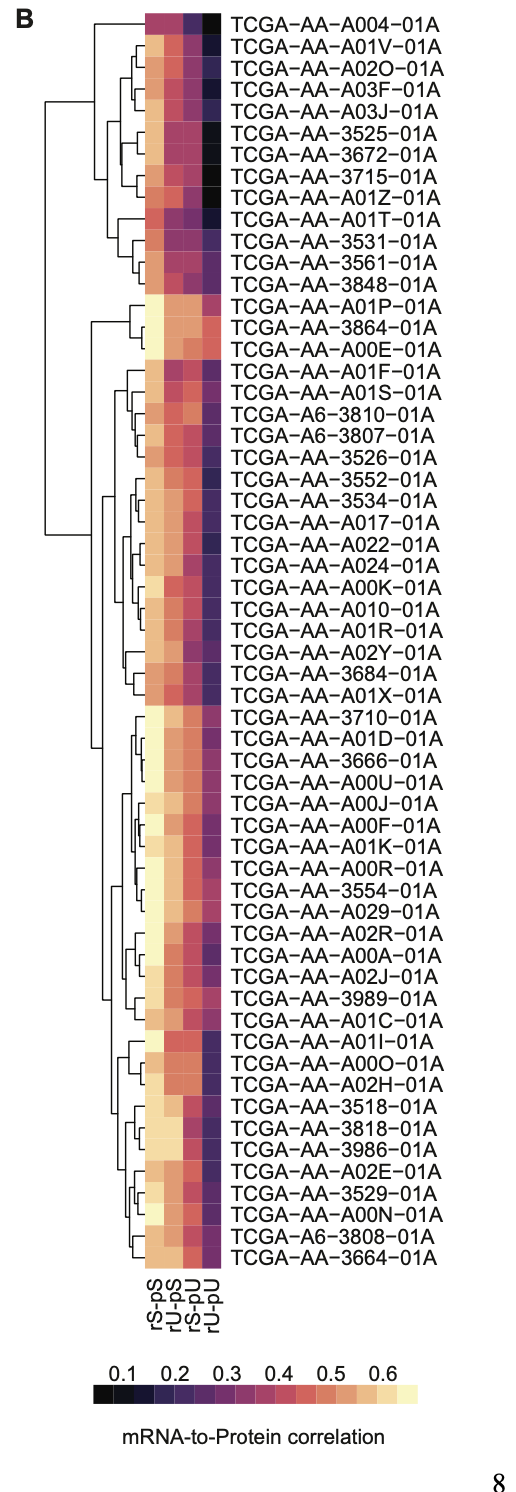 B
TCGA−AA−A004−01A
TCGA−AA−A01V−01A
TCGA−AA−A02O−01A
TCGA−AA−A03F−01A
TCGA−AA−A03J−01A
TCGA−AA−3525−01A
TCGA−AA−3672−01A
TCGA−AA−3715−01A
TCGA−AA−A01Z−01A
TCGA−AA−A01T−01A
TCGA−AA−3531−01A
TCGA−AA−3561−01A
TCGA−AA−3848−01A
TCGA−AA−A01P−01A
TCGA−AA−3864−01A
TCGA−AA−A00E−01A
TCGA−AA−A01F−01A
TCGA−AA−A01S−01A
TCGA−A6−3810−01A
TCGA−A6−3807−01A
TCGA−AA−3526−01A
TCGA−AA−3552−01A
TCGA−AA−3534−01A
TCGA−AA−A017−01A
TCGA−AA−A022−01A
TCGA−AA−A024−01A
TCGA−AA−A00K−01A
TCGA−AA−A010−01A
TCGA−AA−A01R−01A
TCGA−AA−A02Y−01A
TCGA−AA−3684−01A
TCGA−AA−A01X−01A
TCGA−AA−3710−01A
TCGA−AA−A01D−01A
TCGA−AA−3666−01A
TCGA−AA−A00U−01A
TCGA−AA−A00J−01A
TCGA−AA−A00F−01A
TCGA−AA−A01K−01A
TCGA−AA−A00R−01A
TCGA−AA−3554−01A
TCGA−AA−A029−01A
TCGA−AA−A02R−01A
TCGA−AA−A00A−01A
TCGA−AA−A02J−01A
TCGA−AA−3989−01A
TCGA−AA−A01C−01A
TCGA−AA−A01I−01A
TCGA−AA−A00O−01A
TCGA−AA−A02H−01A
TCGA−AA−3518−01A
TCGA−AA−3818−01A
TCGA−AA−3986−01A
TCGA−AA−A02E−01A
TCGA−AA−3529−01A
TCGA−AA−A00N−01A
TCGA−A6−3808−01A
TCGA−AA−3664−01A
rS-pS
rU-pS
rS-pU
rU-pU
0.1 0.2 0.3 0.4 0.5 0.6
mRNA-to-Protein correlation
8